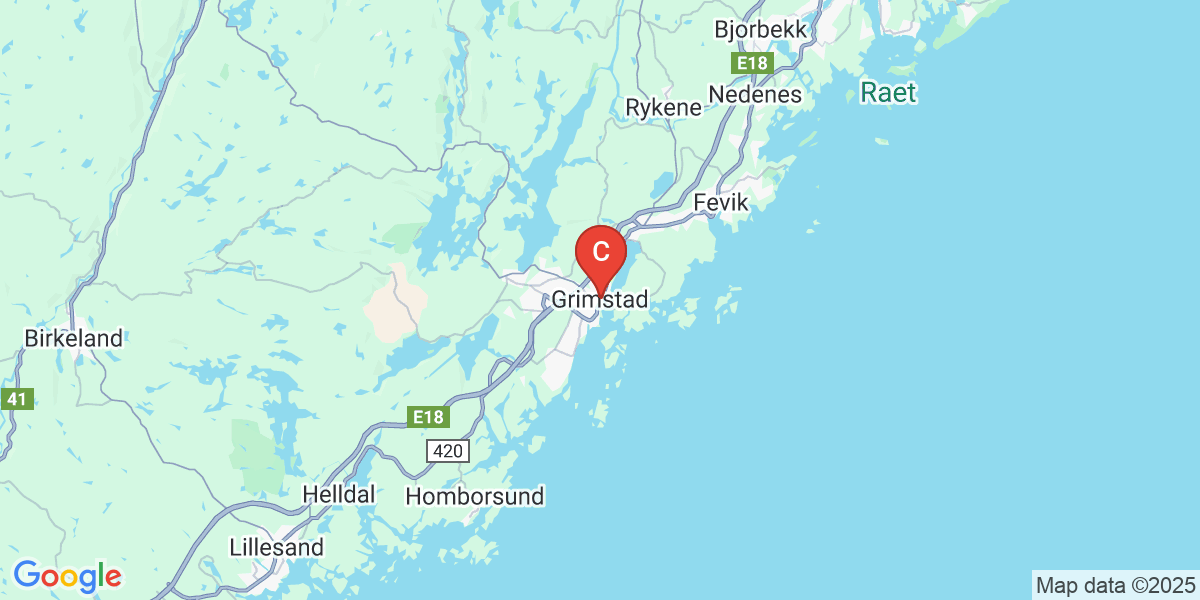 Bjorbekk
E18
Raet
Nedenes
Rykene
Fevik
C
Grimstad
Birkeland
41
E18
420
Helldal
Homborsund
Lillesand
Google
Map data ©2025